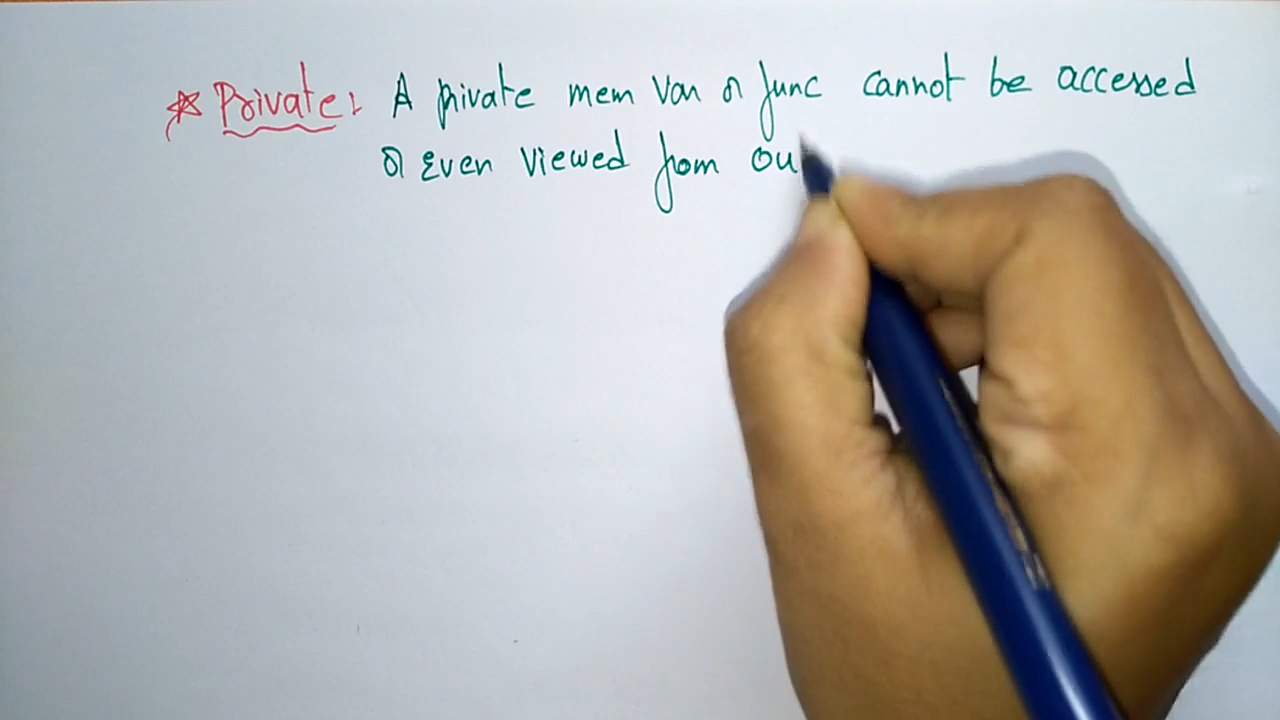 * Private: A private mem var or func cannot be accessed
or even viewed from ou